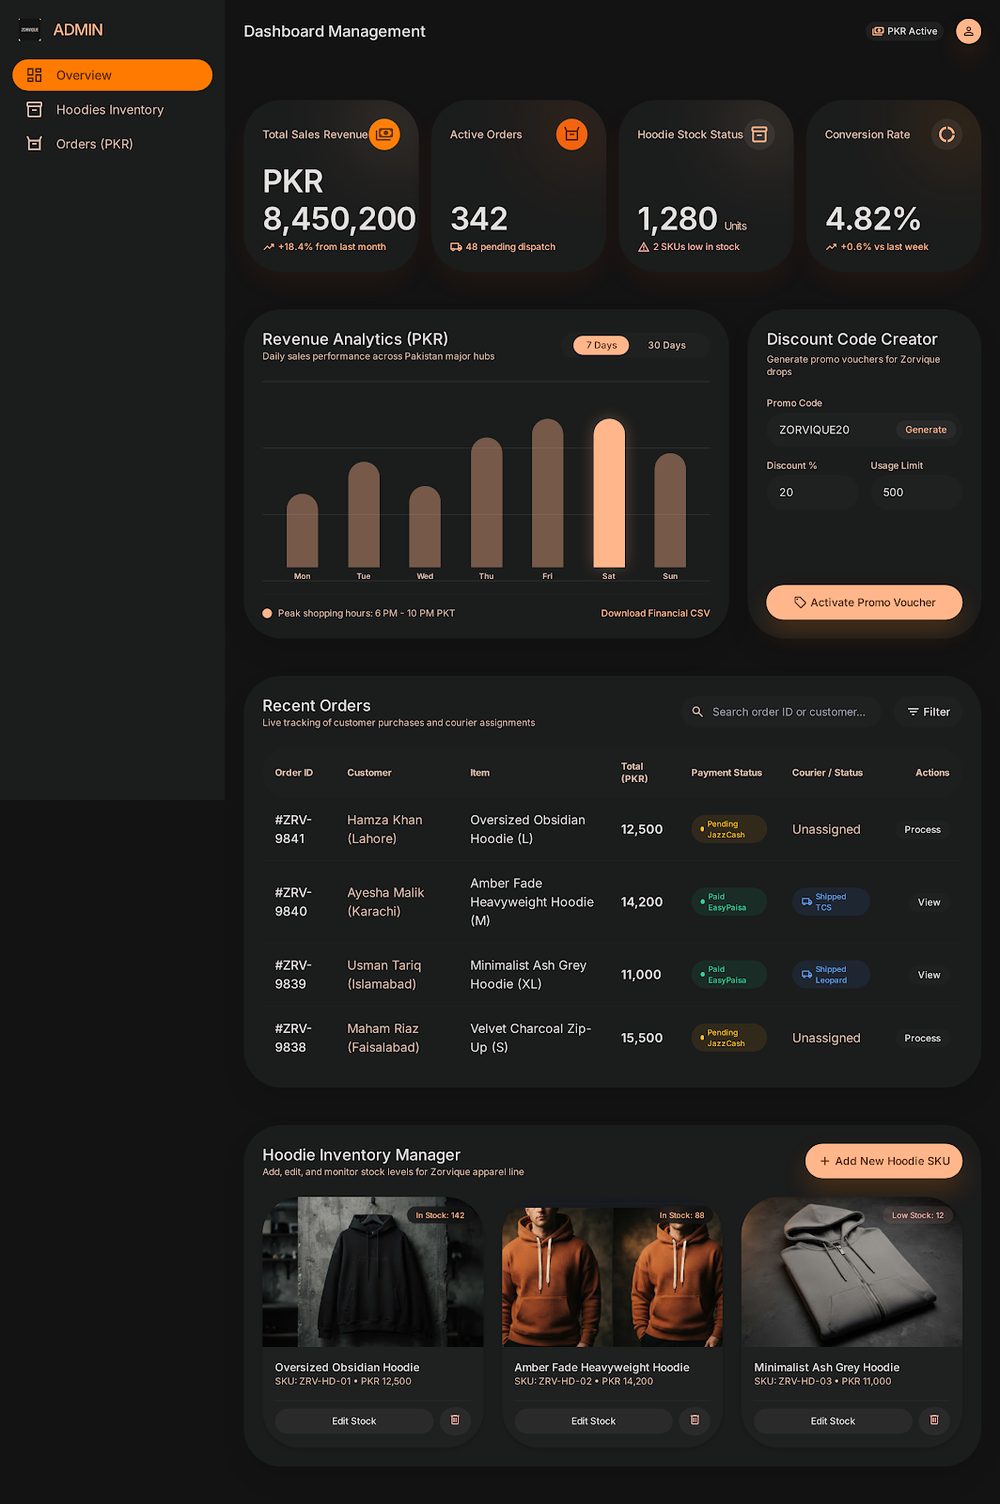 ZORVIQUE
ADMIN
Overview
Hoodies Inventory
Orders (PKR)
Dashboard Management
PKR Active
Total Sales Revenue
PKR
8,450,200
+18.4% from last month
Active Orders
342
48 pending dispatch
Hoodie Stock Status
1,280 Units
2 SKUs low in stock
Conversion Rate
4.82%
+0.6% vs last week
Revenue Analytics (PKR)
Daily sales performance across Pakistan major hubs
7 Days
30 Days
Mon
Tue
Wed
Thu
Fri
Sat
Sun
Peak shopping hours: 6 PM - 10 PM PKT
Download Financial CSV
Discount Code Creator
Generate promo vouchers for Zorvique
drops
Promo Code
ZORVIQUE20
Generate
Discount %
Usage Limit
20
500
Activate Promo Voucher
Recent Orders
Live tracking of customer purchases and courier assignments
Search order ID or customer...
Filter
Order ID
Customer
Item
Total
(PKR)
Payment Status
Courier / Status
Actions
#ZRV-
9841
Hamza Khan
(Lahore)
Oversized Obsidian
Hoodie (L)
12,500
Pending
JazzCash
Unassigned
Process
#ZRV-
9840
Ayesha Malik
(Karachi)
Amber Fade
Heavyweight Hoodie
(M)
14,200
Paid
EasyPaisa
Shipped
TCS
View
#ZRV-
9839
Usman Tariq
(Islamabad)
Minimalist Ash Grey
Hoodie (XL)
11,000
Paid
EasyPaisa
Shipped
Leopard
View
#ZRV-
9838
Maham Riaz
(Faisalabad)
Velvet Charcoal Zip-
Up (S)
15,500
Pending
JazzCash
Unassigned
Process
Hoodie Inventory Manager
Add, edit, and monitor stock levels for Zorvique apparel line
Add New Hoodie SKU
In Stock: 142
Oversized Obsidian Hoodie
SKU: ZRV-HD-01 • PKR 12,500
Edit Stock
In Stock: 88
Amber Fade Heavyweight Hoodie
SKU: ZRV-HD-02 • PKR 14,200
Edit Stock
Low Stock: 12
Minimalist Ash Grey Hoodie
SKU: ZRV-HD-03 • PKR 11,000
Edit Stock